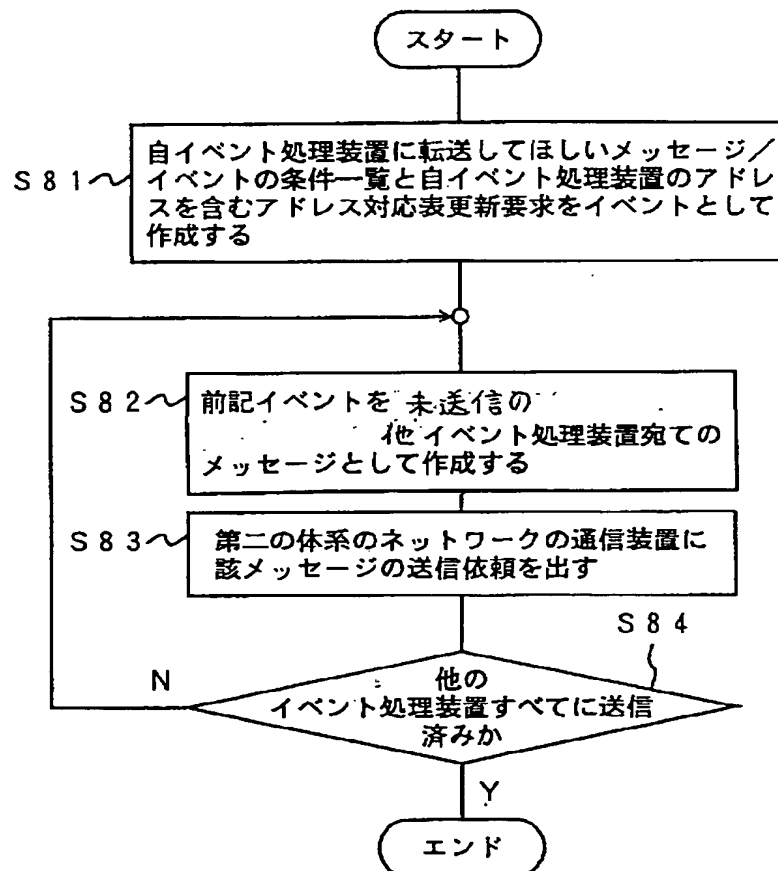 スタート
S81
自イベント処理装置に転送してほしいメッセージ/
イベントの条件一覧と自イベント処理装置のアドレ
スを含むアドレス対応表更新要求をイベントとして
作成する
S82
前記イベントを 未送信の
他イベント処理装置宛ての
メッセージとして作成する
S83
第二の体系のネットワークの通信装置に
該メッセージの送信依頼を出す
S84
N
他の
イベント処理装置すべてに送信
済みか
Y
エンド